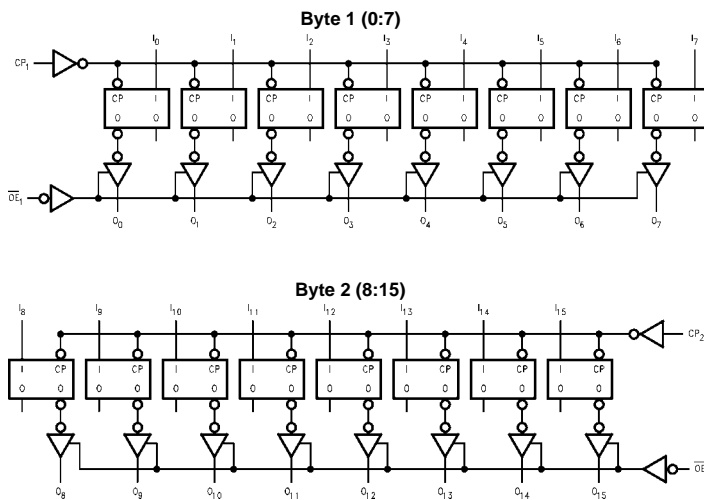 Byte 1 (0:7)
I0 I1 I2 I3 I4 I5 I6 I7
CP1
CP I CP I CP I CP I CP I CP I CP I CP I
O O O O O O O O O O O O O O O O
OE1
O0 O1 O2 O3 O4 O5 O6 O7
Byte 2 (8:15)
I8 I9 I10 I11 I12 I13 I14 I15
CP2
I CP I CP I CP I CP I CP I CP I CP I CP
O O O O O O O O O O O O O O O O
OE
O8 O9 O10 O11 O12 O13 O14 O15